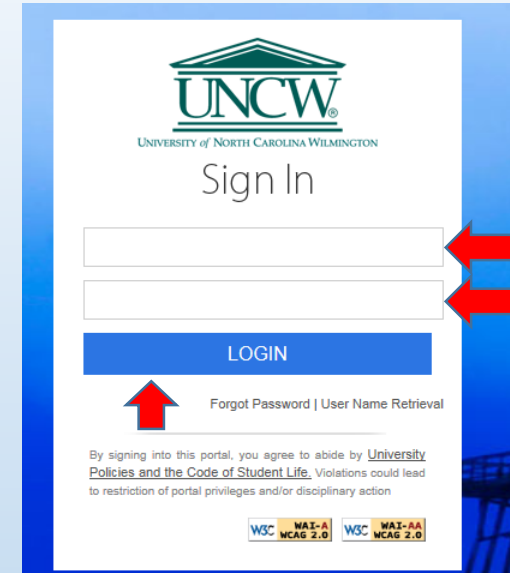 UNCW®
UNIVERSITY of NORTH CAROLINA WILMINGTON
Sign In
LOGIN
Forgot Password | User Name Retrieval
By signing into this portal, you agree to abide by University
Policies and the Code of Student Life. Violations could lead
to restriction of portal privileges and/or disciplinary action
W3C WAI-A WCAG 2.0 W3C WAI-AA WCAG 2.0